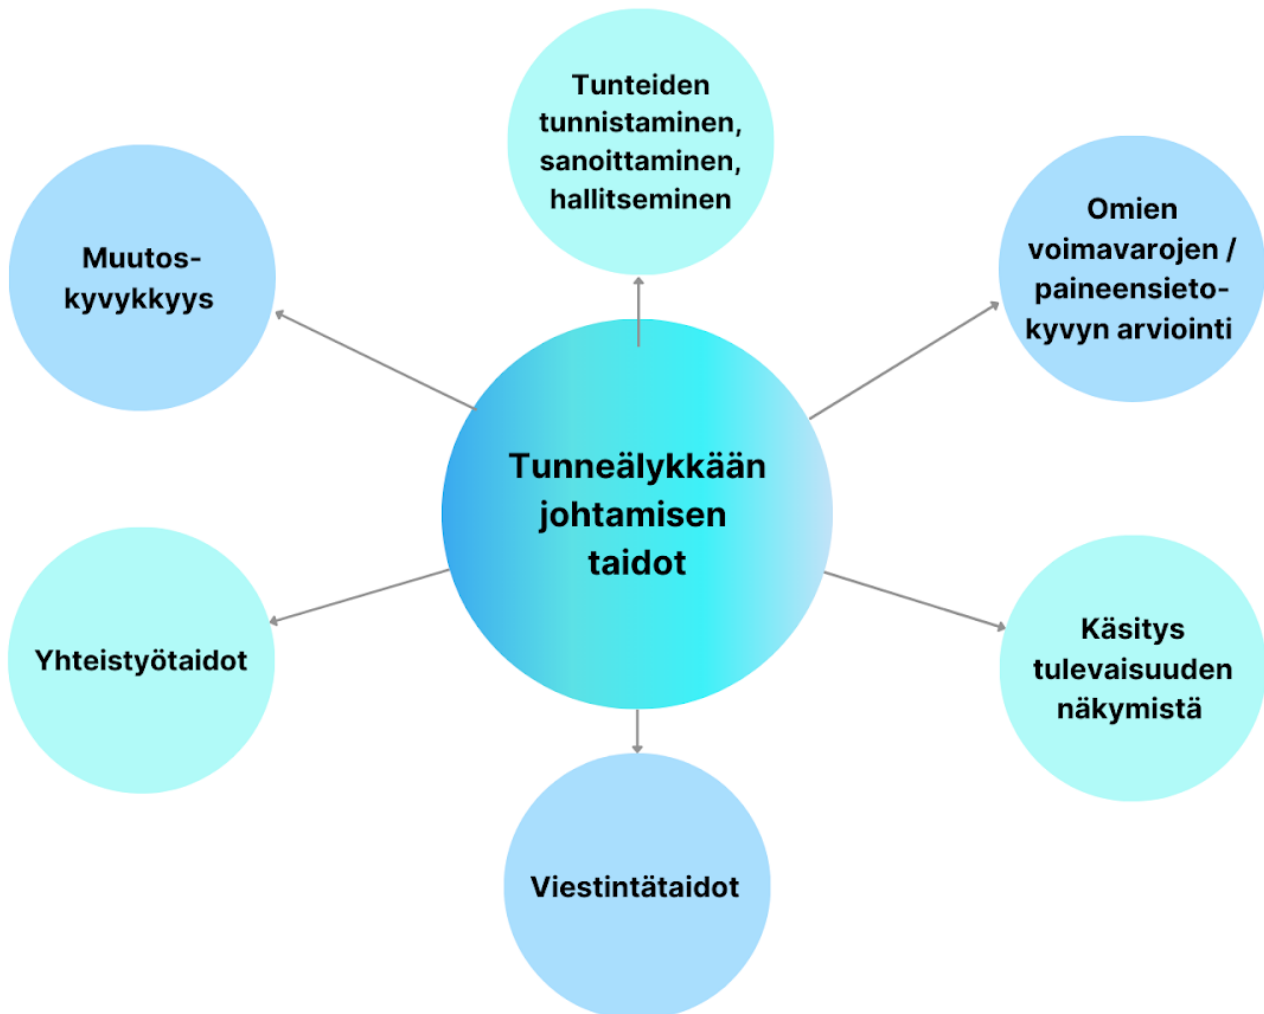 Tunteiden
tunnistaminen,
sanoittaminen,
hallitseminen
Omien
voimavarojen /
paineensieto-
kyvyn arviointi
Muutos-
kyvykkyys
Tunneälykkään
johtamisen
taidot
Yhteistyötaidot
Käsitys
tulevaisuuden
näkymistä
Viestintätaidot